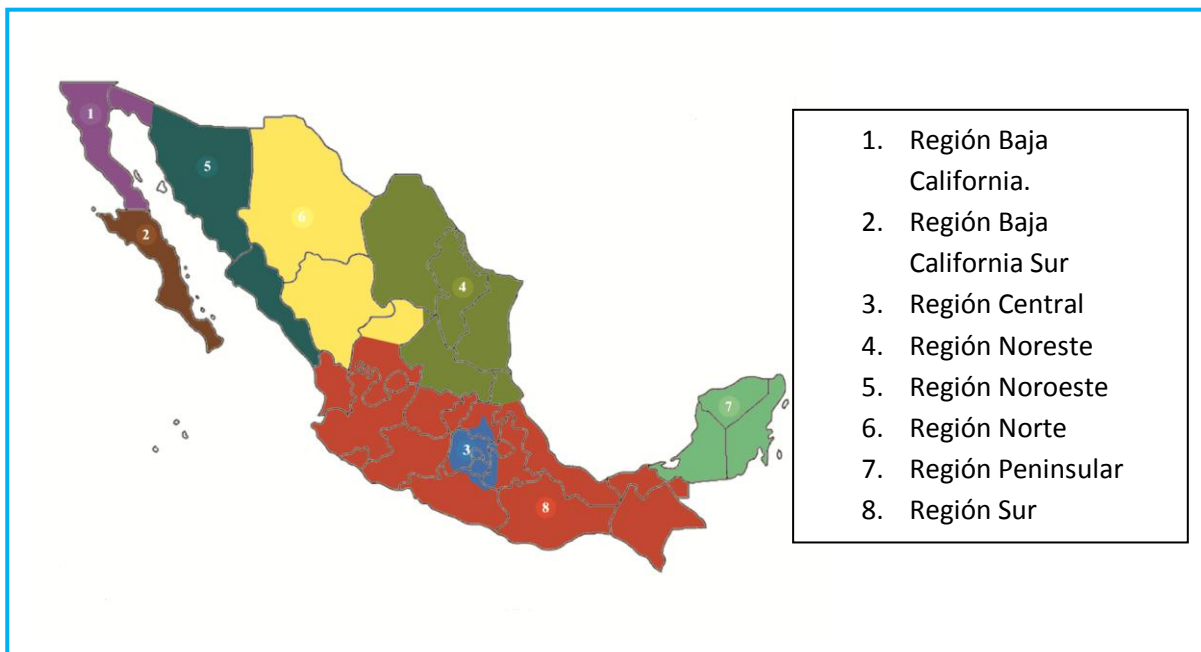 1
5
6
2
4
7
3
8
1. Región Baja
California.
2. Región Baja
California Sur
3. Región Central
4. Región Noreste
5. Región Noroeste
6. Región Norte
7. Región Peninsular
8. Región Sur